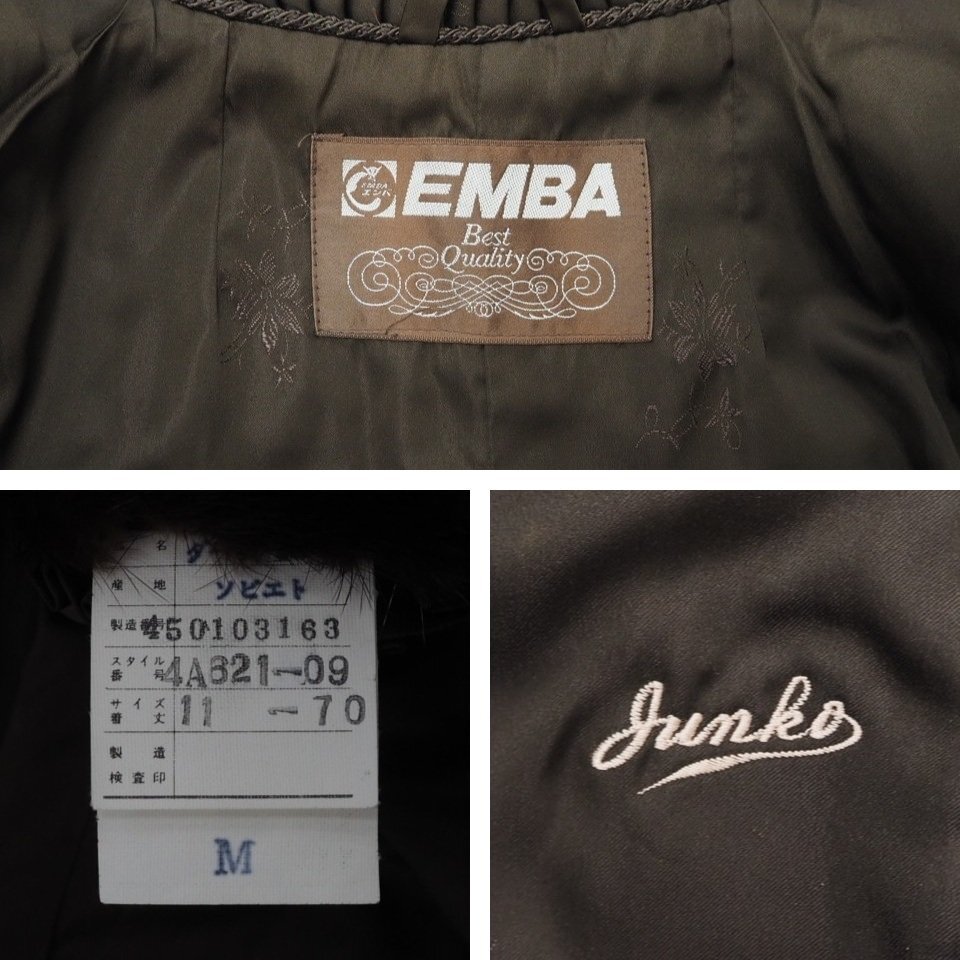 EMBA
エンバ
EMBA
Best
Quality
名
産地 ソビエト
製造番号 450103163
スタイル
番号 4A621-09
サイズ
着丈 11 -70
製造
検査印
M
Junko